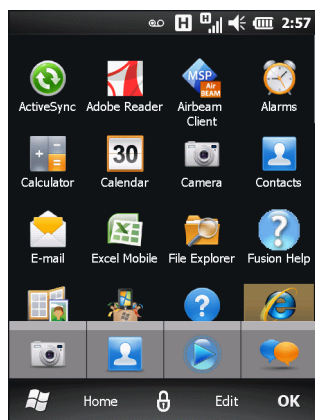 H H 2:57
ActiveSync Adobe Reader Airbeam Client Alarms
MSP Air BEAM
Calculator Calendar Camera Contacts
30
E-mail Excel Mobile File Explorer Fusion Help
Home Edit OK